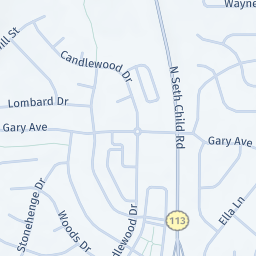 Wayne
ill St
Candlewood Dr
N Seth Child Rd
Lombard Dr
Gary Ave
Gary Ave
Stonehenge Dr
Woods Dr
dlewood Dr
113
Ella Ln